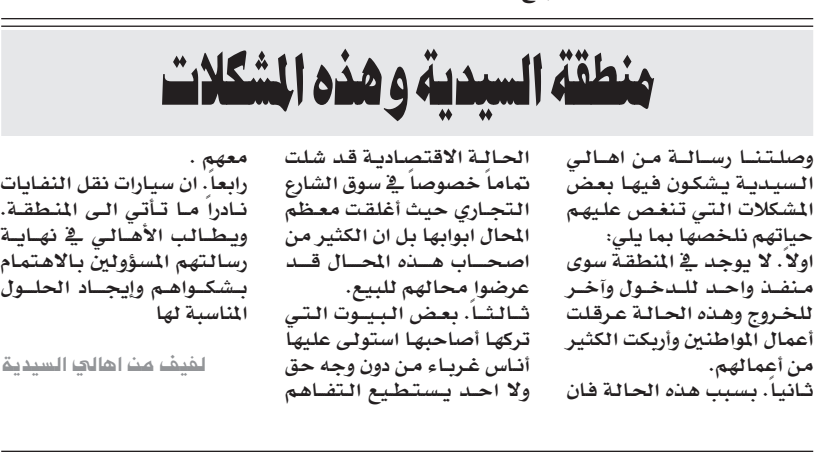 منطقة السيدية وهذه المشكلات
وصلتنا رسالة من اهالي
السيدية يشكون فيها بعض
المشكلات التي تنغص عليهم
حياتهم نلخصها بما يلي:
اولاً. لا يوجد في المنطقة سوى
منفذ واحد للدخول وآخر
للخروج وهذه الحالة عرقلت
أعمال المواطنين وأربكت الكثير
من أعمالهم.
ثانياً. بسبب هذه الحالة فان
الحالة الاقتصادية قد شلت
تماماً خصوصاً في سوق الشارع
التجاري حيث أغلقت معظم
المحال ابوابها بل ان الكثير من
اصحاب هذه المحال قد
عرضوا محالهم للبيع.
ثالثاً. بعض البيوت التي
تركها أصاحبها استولى عليها
أناس غرباء من دون وجه حق
ولا احد يستطيع التفاهم
معهم .
رابعاً. ان سيارات نقل النفايات
نادراً ما تأتي الى المنطقة.
ويطالب الأهالي في نهاية
رسالتهم المسؤولين بالاهتمام
بشكواهم وإيجاد الحلول
المناسبة لها
لفيف من اهالي السيدية